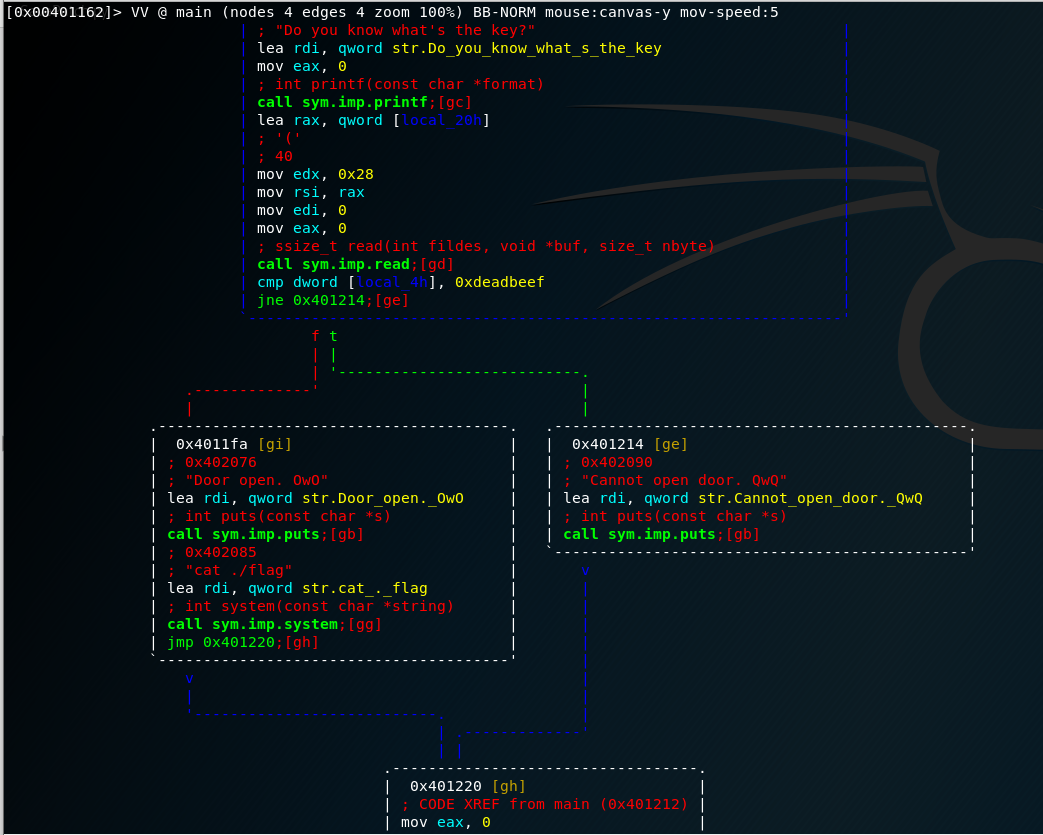 [0x00401162]> VV @ main (nodes 4 edges 4 zoom 100%) BB-NORM mouse:canvas-y mov-speed:5
; "Do you know what's the key?"
lea rdi, qword str.Do_you_know_what_s_the_key
mov eax, 0
; int printf(const char *format)
call sym.imp.printf;[gc]
lea rax, qword [local_20h]
; '('
; 40
mov edx, 0x28
mov rsi, rax
mov edi, 0
mov eax, 0
; ssize_t read(int fildes, void *buf, size_t nbyte)
call sym.imp.read;[gd]
cmp dword [local_4h], 0xdeadbeef
jne 0x401214;[ge]
f t
0x4011fa [gi]
; 0x402076
; "Door open. OwO"
lea rdi, qword str.Door_open._OwO
; int puts(const char *s)
call sym.imp.puts;[gb]
; 0x402085
; "cat ./flag"
lea rdi, qword str.cat_._flag
; int system(const char *string)
call sym.imp.system;[gg]
jmp 0x401220;[gh]
0x401214 [ge]
; 0x402090
; "Cannot open door. QwQ"
lea rdi, qword str.Cannot_open_door._QwQ
; int puts(const char *s)
call sym.imp.puts;[gb]
v
v
0x401220 [gh]
; CODE XREF from main (0x401212)
mov eax, 0